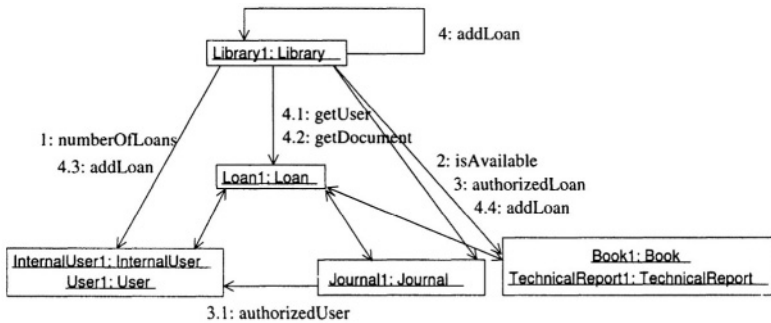 4: addLoan
Library1: Library
4.1: getUser
4.2: getDocument
1: numberOfLoans
4.3: addLoan
2: isAvailable
3: authorizedLoan
4.4: addLoan
Loan1: Loan
InternalUser1: InternalUser
User1: User
Journal1: Journal
Book1: Book
TechnicalReport1: TechnicalReport
3.1: authorizedUser